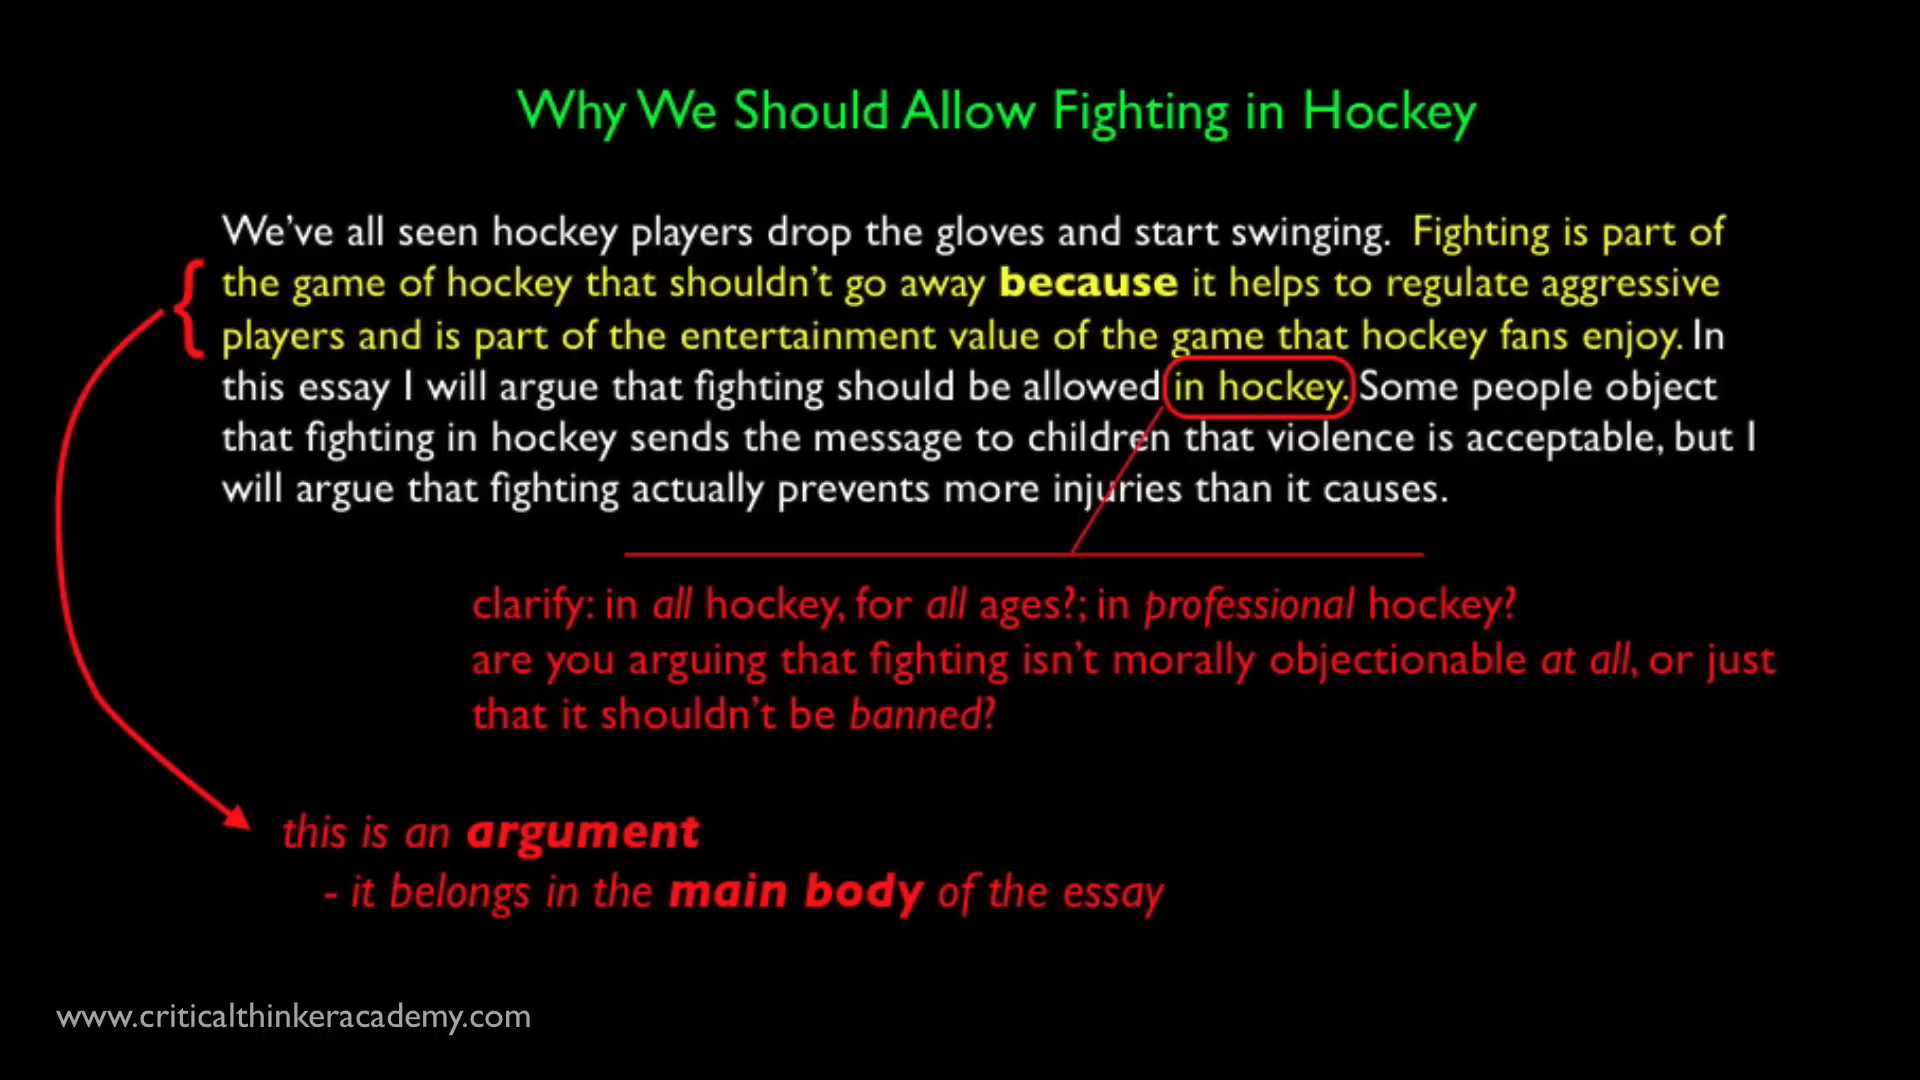 Why We Should Allow Fighting in Hockey
We've all seen hockey players drop the gloves and start swinging. Fighting is part of
the game of hockey that shouldn't go away because it helps to regulate aggressive
players and is part of the entertainment value of the game that hockey fans enjoy. In
this essay I will argue that fighting should be allowed in hockey. Some people object
that fighting in hockey sends the message to children that violence is acceptable, but I
will argue that fighting actually prevents more injuries than it causes.
clarify: in all hockey, for all ages?; in professional hockey?
are you arguing that fighting isn't morally objectionable at all, or just
that it shouldn't be banned?
this is an argument
- it belongs in the main body of the essay
www.criticalthinkeracademy.com